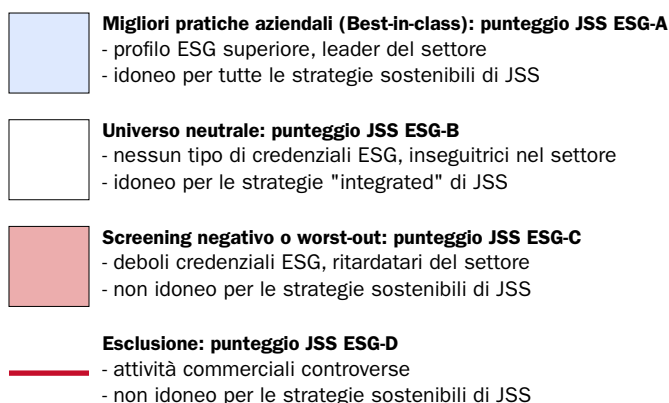 Migliori pratiche aziendali (Best-in-class): punteggio JSS ESG-A
- profilo ESG superiore, leader del settore
- idoneo per tutte le strategie sostenibili di JSS
Universo neutrale: punteggio JSS ESG-B
- nessun tipo di credenziali ESG, inseguitrici nel settore
- idoneo per le strategie "integrated" di JSS
Screening negativo o worst-out: punteggio JSS ESG-C
- deboli credenziali ESG, ritardatari del settore
- non idoneo per le strategie sostenibili di JSS
Esclusione: punteggio JSS ESG-D
- attività commerciali controverse
- non idoneo per le strategie sostenibili di JSS